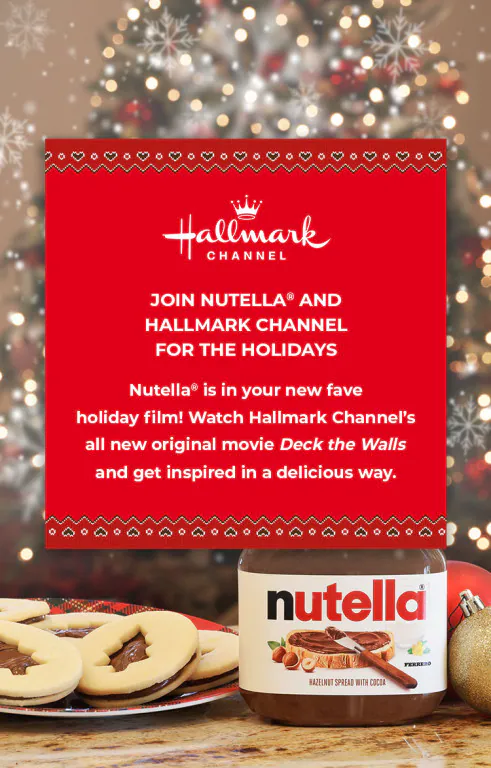 Hallmark
CHANNEL
JOIN NUTELLA® AND
HALLMARK CHANNEL
FOR THE HOLIDAYS
Nutella® is in your new fave
holiday film! Watch Hallmark Channel's
all new original movie Deck the Walls
and get inspired in a delicious way.
nutella®
FERRERO
HAZELNUT SPREAD WITH COCOA